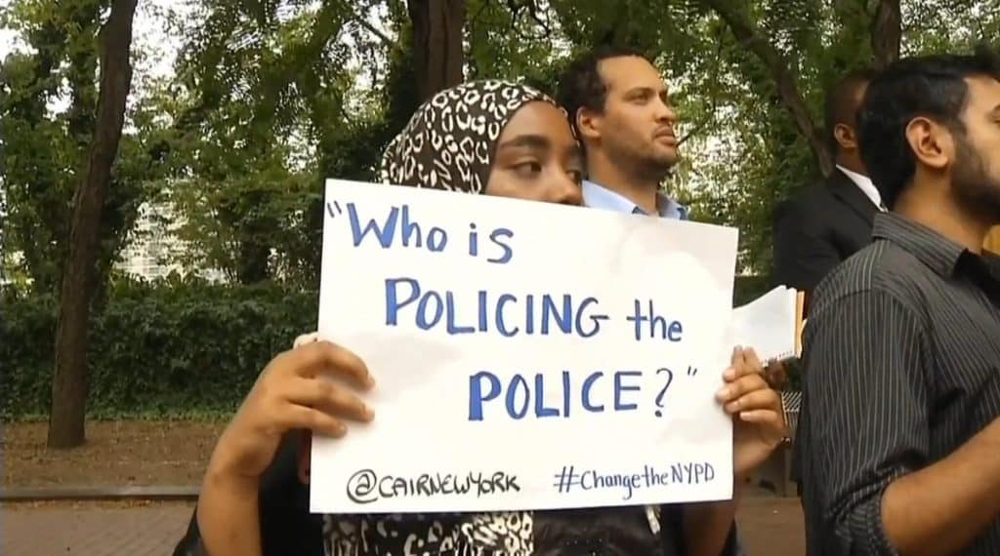 "Who is
POLICING the
POLICE?"
@CAIRNEWYORK #ChangetheNYPD